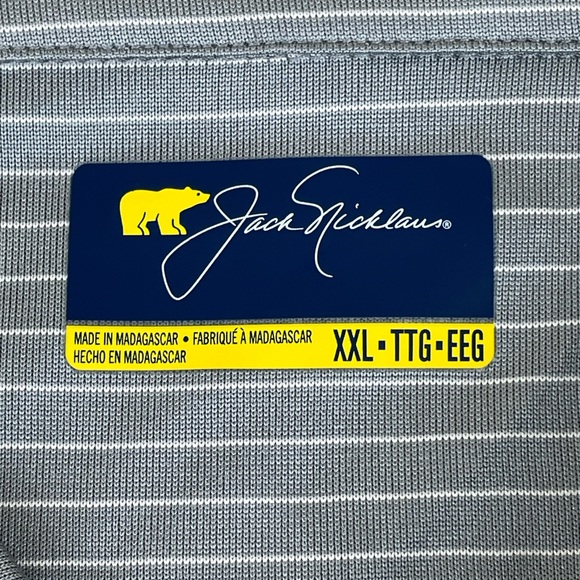 Jack Nicklaus®
MADE IN MADAGASCAR • FABRIQUÉ À MADAGASCAR
HECHO EN MADAGASCAR
XXL▪TTG▪EEG